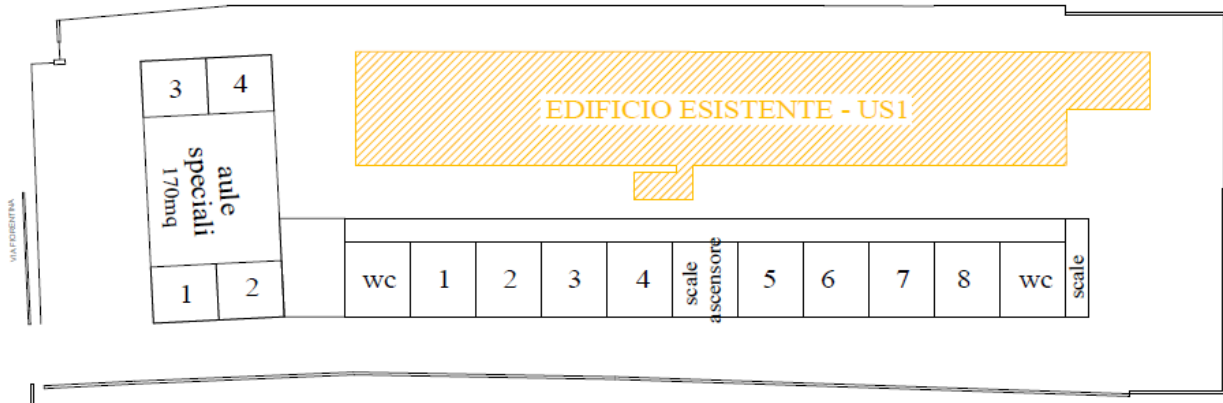 3 4
EDIFICIO ESISTENTE - US1
aule
speciali
170mq
VIA FIORENTINA
1 2
wc 1 2 3 4 scale
ascensore 5 6 7 8 wc scale